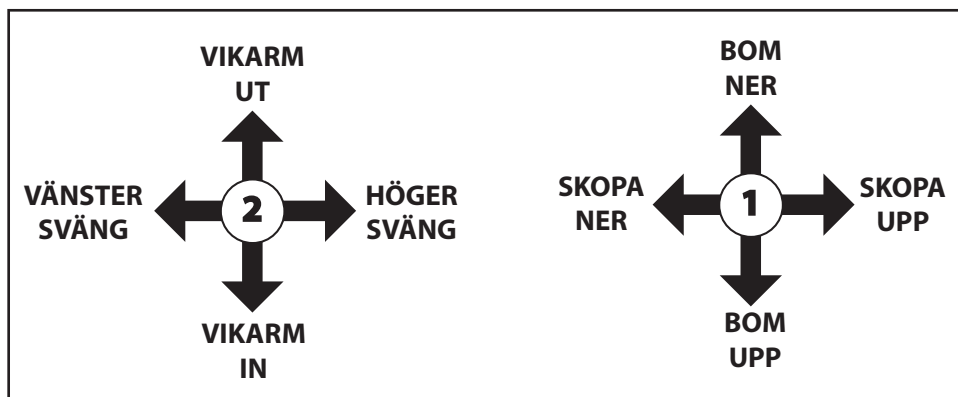 VIKARM
UT
VÄNSTER
SVÄNG
2
HÖGER
SVÄNG
VIKARM
IN
BOM
NER
SKOPA
NER
1
SKOPA
UPP
BOM
UPP